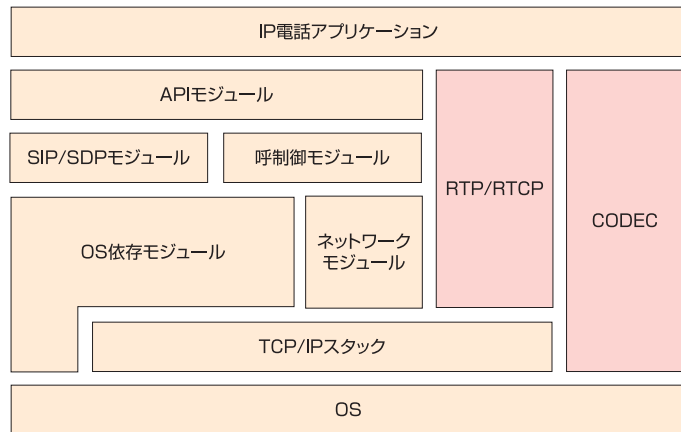 IP電話アプリケーション
APIモジュール
SIP/SDPモジュール
呼制御モジュール
RTP/RTCP
CODEC
OS依存モジュール
ネットワーク
モジュール
TCP/IPスタック
OS